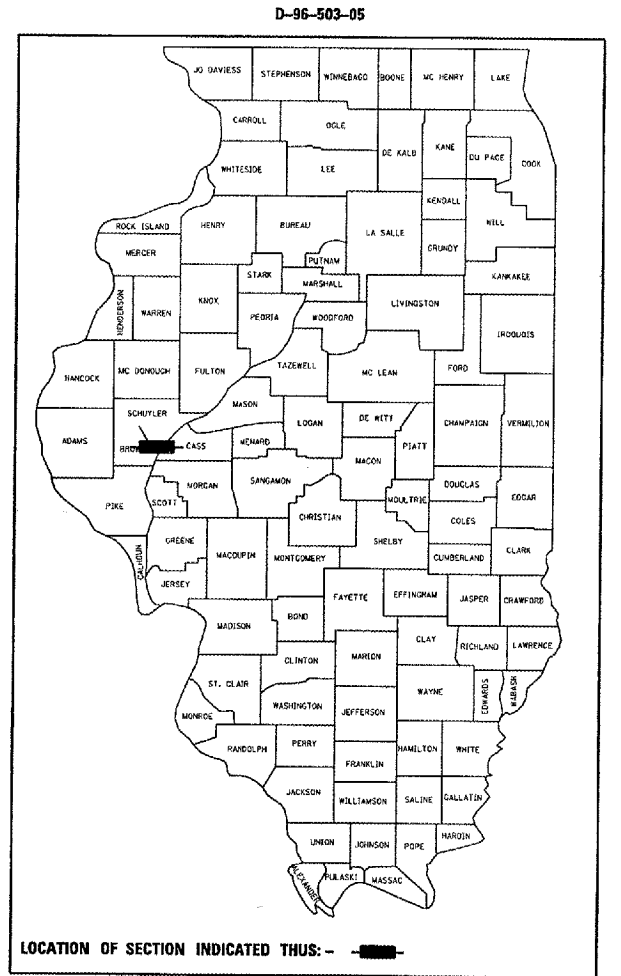 D-96-503-05
JO DAVIESS
STEPHENSON
WINNEBAGO
BOONE
MC HENRY
LAKE
CARROLL
OGLE
DE KALB
KANE
DU PAGE
COOK
WHITESIDE
LEE
KENDALL
WILL
ROCK ISLAND
HENRY
BUREAU
LA SALLE
GRUNDY
MERCER
PUTNAM
STARK
MARSHALL
KANKAKEE
HENDERSON
WARREN
KNOX
PEORIA
WOODFORD
LIVINGSTON
IROQUOIS
HANCOCK
MC DONOUGH
FULTON
TAZEWELL
MC LEAN
FORD
SCHUYLER
MASON
LOGAN
DE WITT
CHAMPAIGN
VERMILION
ADAMS
CASS
MENARD
PIATT
MACON
PIKE
SCOTT
MORGAN
SANGAMON
CHRISTIAN
MOULTRIE
DOUGLAS
EDGAR
COLES
CALHOUN
GREENE
MACOUPIN
MONTGOMERY
SHELBY
CUMBERLAND
CLARK
JERSEY
FAYETTE
EFFINGHAM
JASPER
CRAWFORD
MADISON
BOND
CLAY
RICHLAND
LAWRENCE
CLINTON
MARION
ST. CLAIR
WAYNE
EDWARDS
WABASH
WASHINGTON
JEFFERSON
MONROE
RANDOLPH
PERRY
HAMILTON
WHITE
FRANKLIN
JACKSON
WILLIAMSON
SALINE
GALLATIN
UNION
JOHNSON
POPE
HARDIN
ALEXANDER
PULASKI
MASSAC
LOCATION OF SECTION INDICATED THUS: -